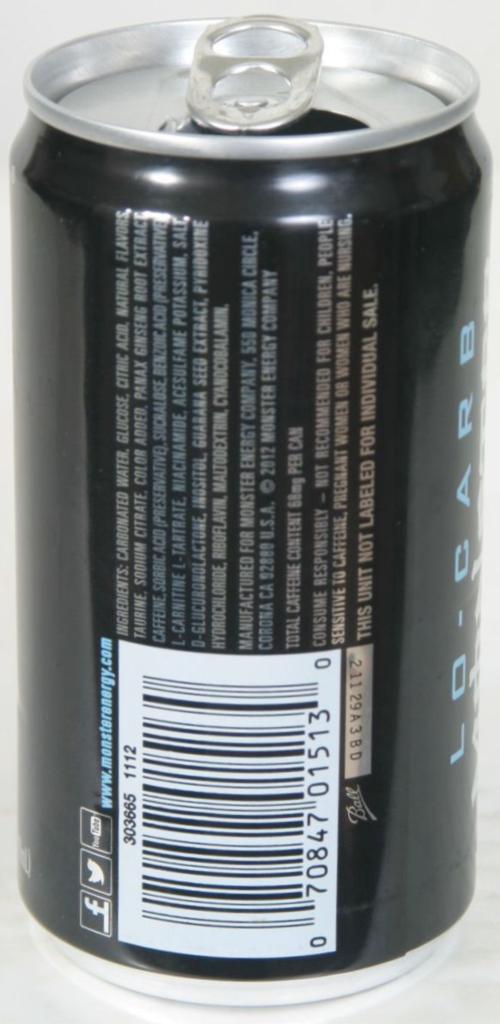 INGREDIENTS: CARBONATED WATER, GLUCOSE, CITRIC ACID, NATURAL FLAVORS,
TAURINE, SODIUM CITRATE, COLOR ADDED, PANAX GINSENG ROOT EXTRACT,
CAFFEINE, SORBIC ACID (PRESERVATIVE), SUCRALOSE, BENZOIC ACID (PRESERVATIVE),
L-CARNITINE L-TARTRATE, NIACINAMIDE, ACESULFAME POTASSIUM, SALT,
D-GLUCURONOLACTONE, INOSITOL, GUARANA SEED EXTRACT, PYRIDOXINE
HYDROCHLORIDE, RIBOFLAVIN, MALTODEXTRIN, CYANOCOBALAMIN.
MANUFACTURED FOR MONSTER ENERGY COMPANY, 550 MONICA CIRCLE,
CORONA CA 92880 U.S.A. © 2012 MONSTER ENERGY COMPANY
TOTAL CAFFEINE CONTENT PER CAN
CONSUME RESPONSIBLY – NOT RECOMMENDED FOR CHILDREN, PEOPLE
SENSITIVE TO CAFFEINE, PREGNANT WOMEN OR WOMEN WHO ARE NURSING.
THIS UNIT NOT LABELED FOR INDIVIDUAL SALE.
www.monsterenergy.com
f
You Tube
303665 1112
0 70847 01513 0
21129A3BD
Ball
LO-CARB